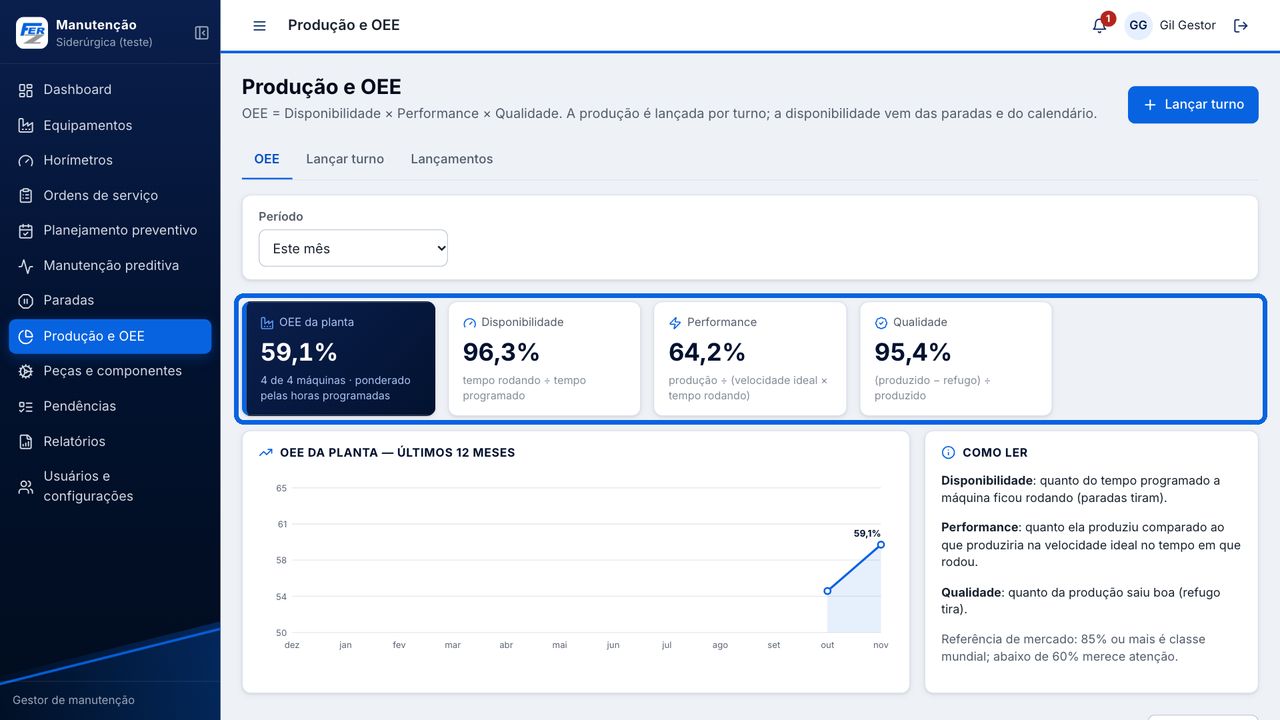 FER
Manutenção
Siderúrgica (teste)
Dashboard
Equipamentos
Horímetros
Ordens de serviço
Planejamento preventivo
Manutenção preditiva
Paradas
Produção e OEE
Peças e componentes
Pendências
Relatórios
Usuários e
configurações
Gestor de manutenção
Produção e OEE
1
GG
Gil Gestor
Produção e OEE
OEE = Disponibilidade × Performance × Qualidade. A produção é lançada por turno; a disponibilidade vem das paradas e do calendário.
Lançar turno
OEE
Lançar turno
Lançamentos
Período
Este mês
OEE da planta
59,1%
4 de 4 máquinas · ponderado
pelas horas programadas
Disponibilidade
96,3%
tempo rodando ÷ tempo
programado
Performance
64,2%
produção ÷ (velocidade ideal ×
tempo rodando)
Qualidade
95,4%
(produzido − refugo) ÷
produzido
OEE DA PLANTA — ÚLTIMOS 12 MESES
65
61
58
54
50
59,1%
dez jan fev mar abr mai jun jul ago set out nov
COMO LER
Disponibilidade: quanto do tempo programado a
máquina ficou rodando (paradas tiram).
Performance: quanto ela produziu comparado ao
que produziria na velocidade ideal no tempo em que
rodou.
Qualidade: quanto da produção saiu boa (refugo
tira).
Referência de mercado: 85% ou mais é classe
mundial; abaixo de 60% merece atenção.